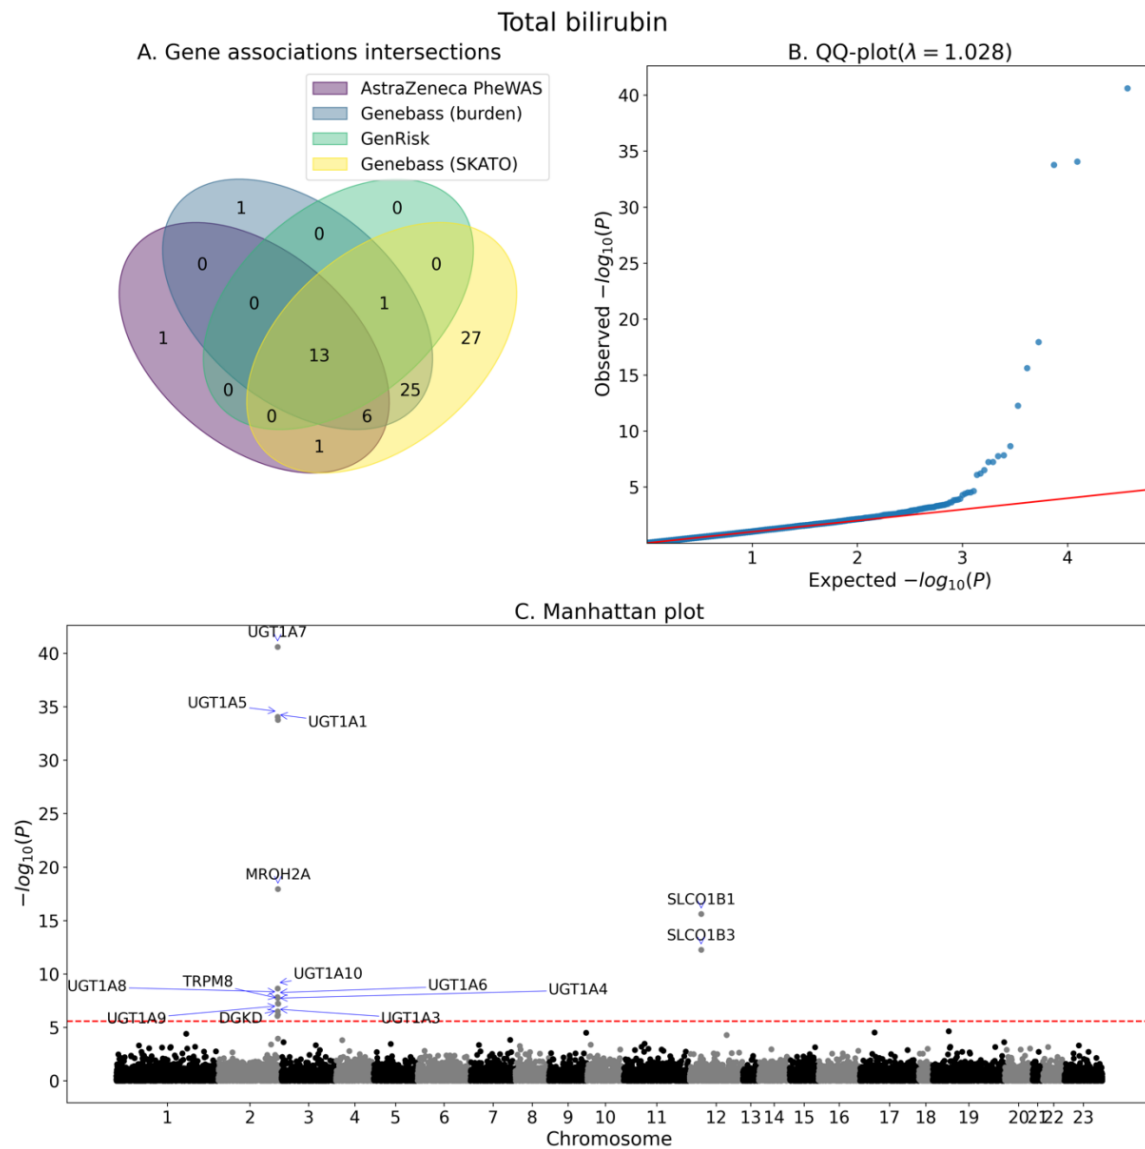 Total bilirubin
A. Gene associations intersections
AstraZeneca PheWAS
Genebass (burden)
GenRisk
Genebass (SKATO)
1
0
0
0
0
0
1
1
27
13
0
25
0
6
1
B. QQ-plot(λ = 1.028)
40
35
30
25
20
15
10
5
Observed −log₁₀(P)
1
2
3
4
Expected −log₁₀(P)
C. Manhattan plot
40
35
30
25
20
15
10
5
0
−log₁₀(P)
UGT1A7
UGT1A5
UGT1A1
MROH2A
SLCO1B1
SLCO1B3
UGT1A10
TRPM8
UGT1A8
UGT1A6
UGT1A4
UGT1A9
DGKD
UGT1A3
1 2 3 4 5 6 7 8 9 10 11 12 13 14 15 16 17 18 19 20 21 22 23
Chromosome